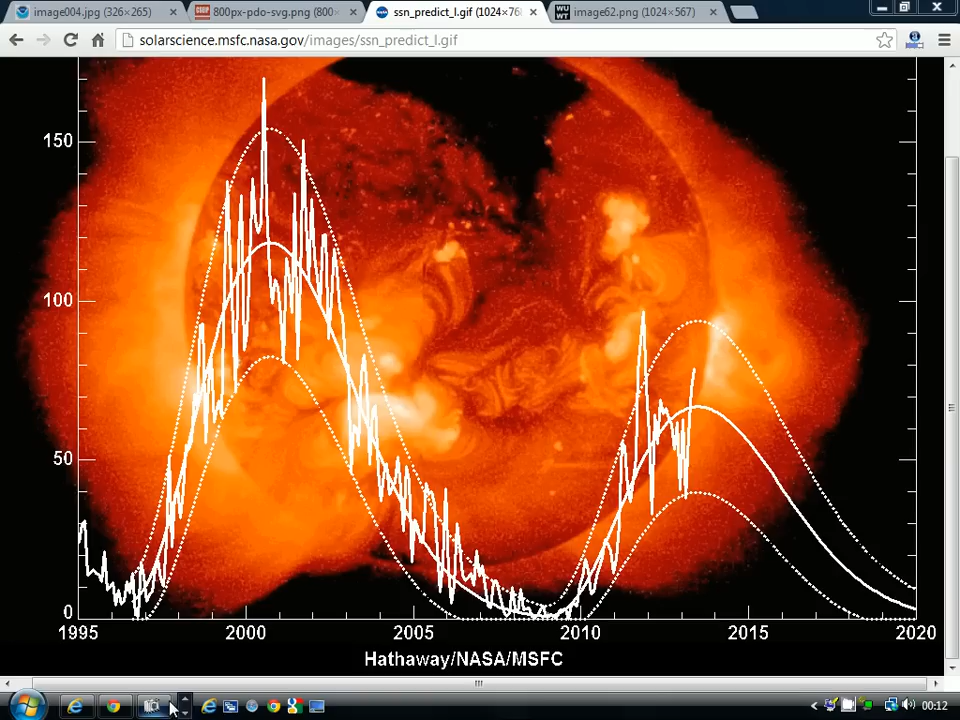 image004.jpg (326×265)
800px-pdo-svg.png (800×
ssn_predict_l.gif (1024×76
image62.png (1024×567)
solarscience.msfc.nasa.gov/images/ssn_predict_l.gif
150
100
50
0
1995 2000 2005 2010 2015 2020
Hathaway/NASA/MSFC
00:12